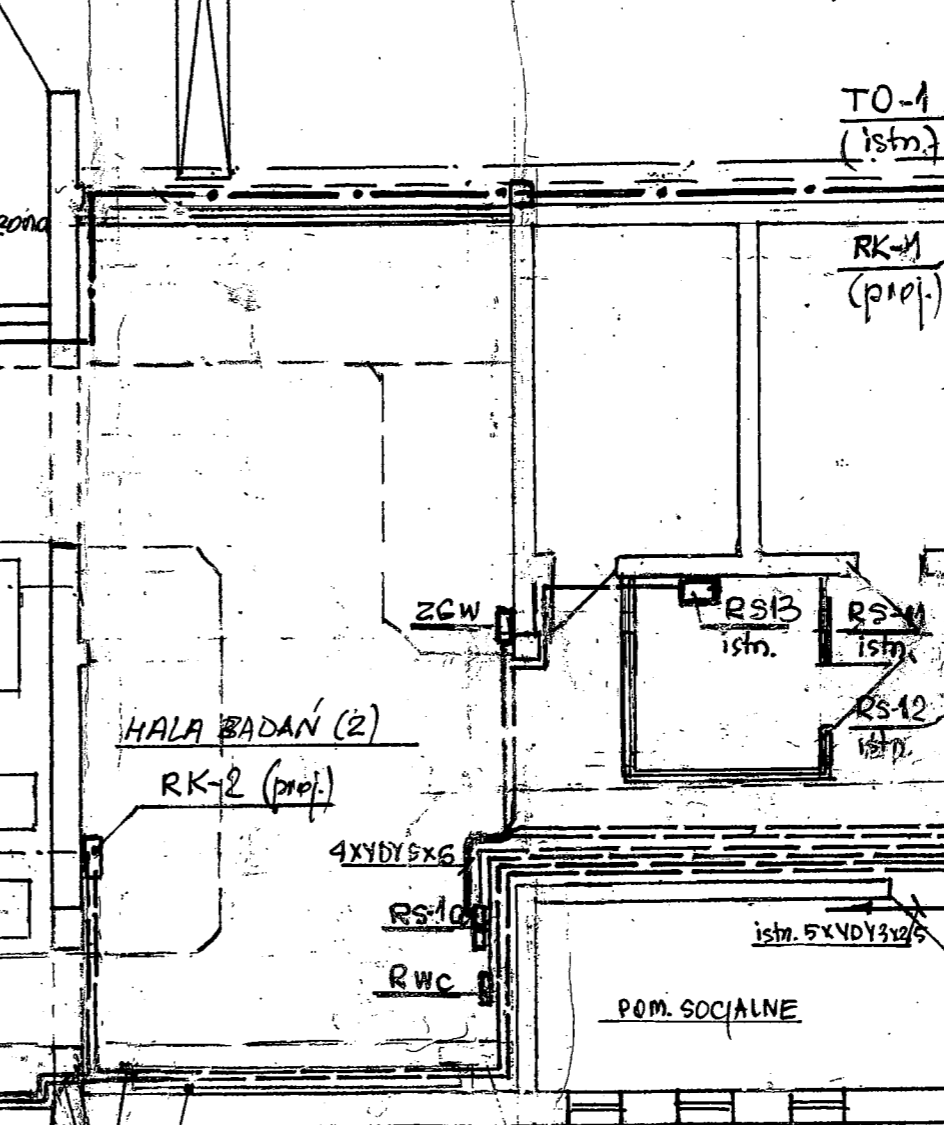 TO-1
(istn.)
RK-1
(proj.)
ZGW
RS13
istn.
RS-11
istn.
RS-12
istn.
HALA BADAŃ (2)
RK-2 (proj.)
4XYDY5x6
RS-10
istn. 5XYDY3x2,5
RWC
POM. SOCJALNE